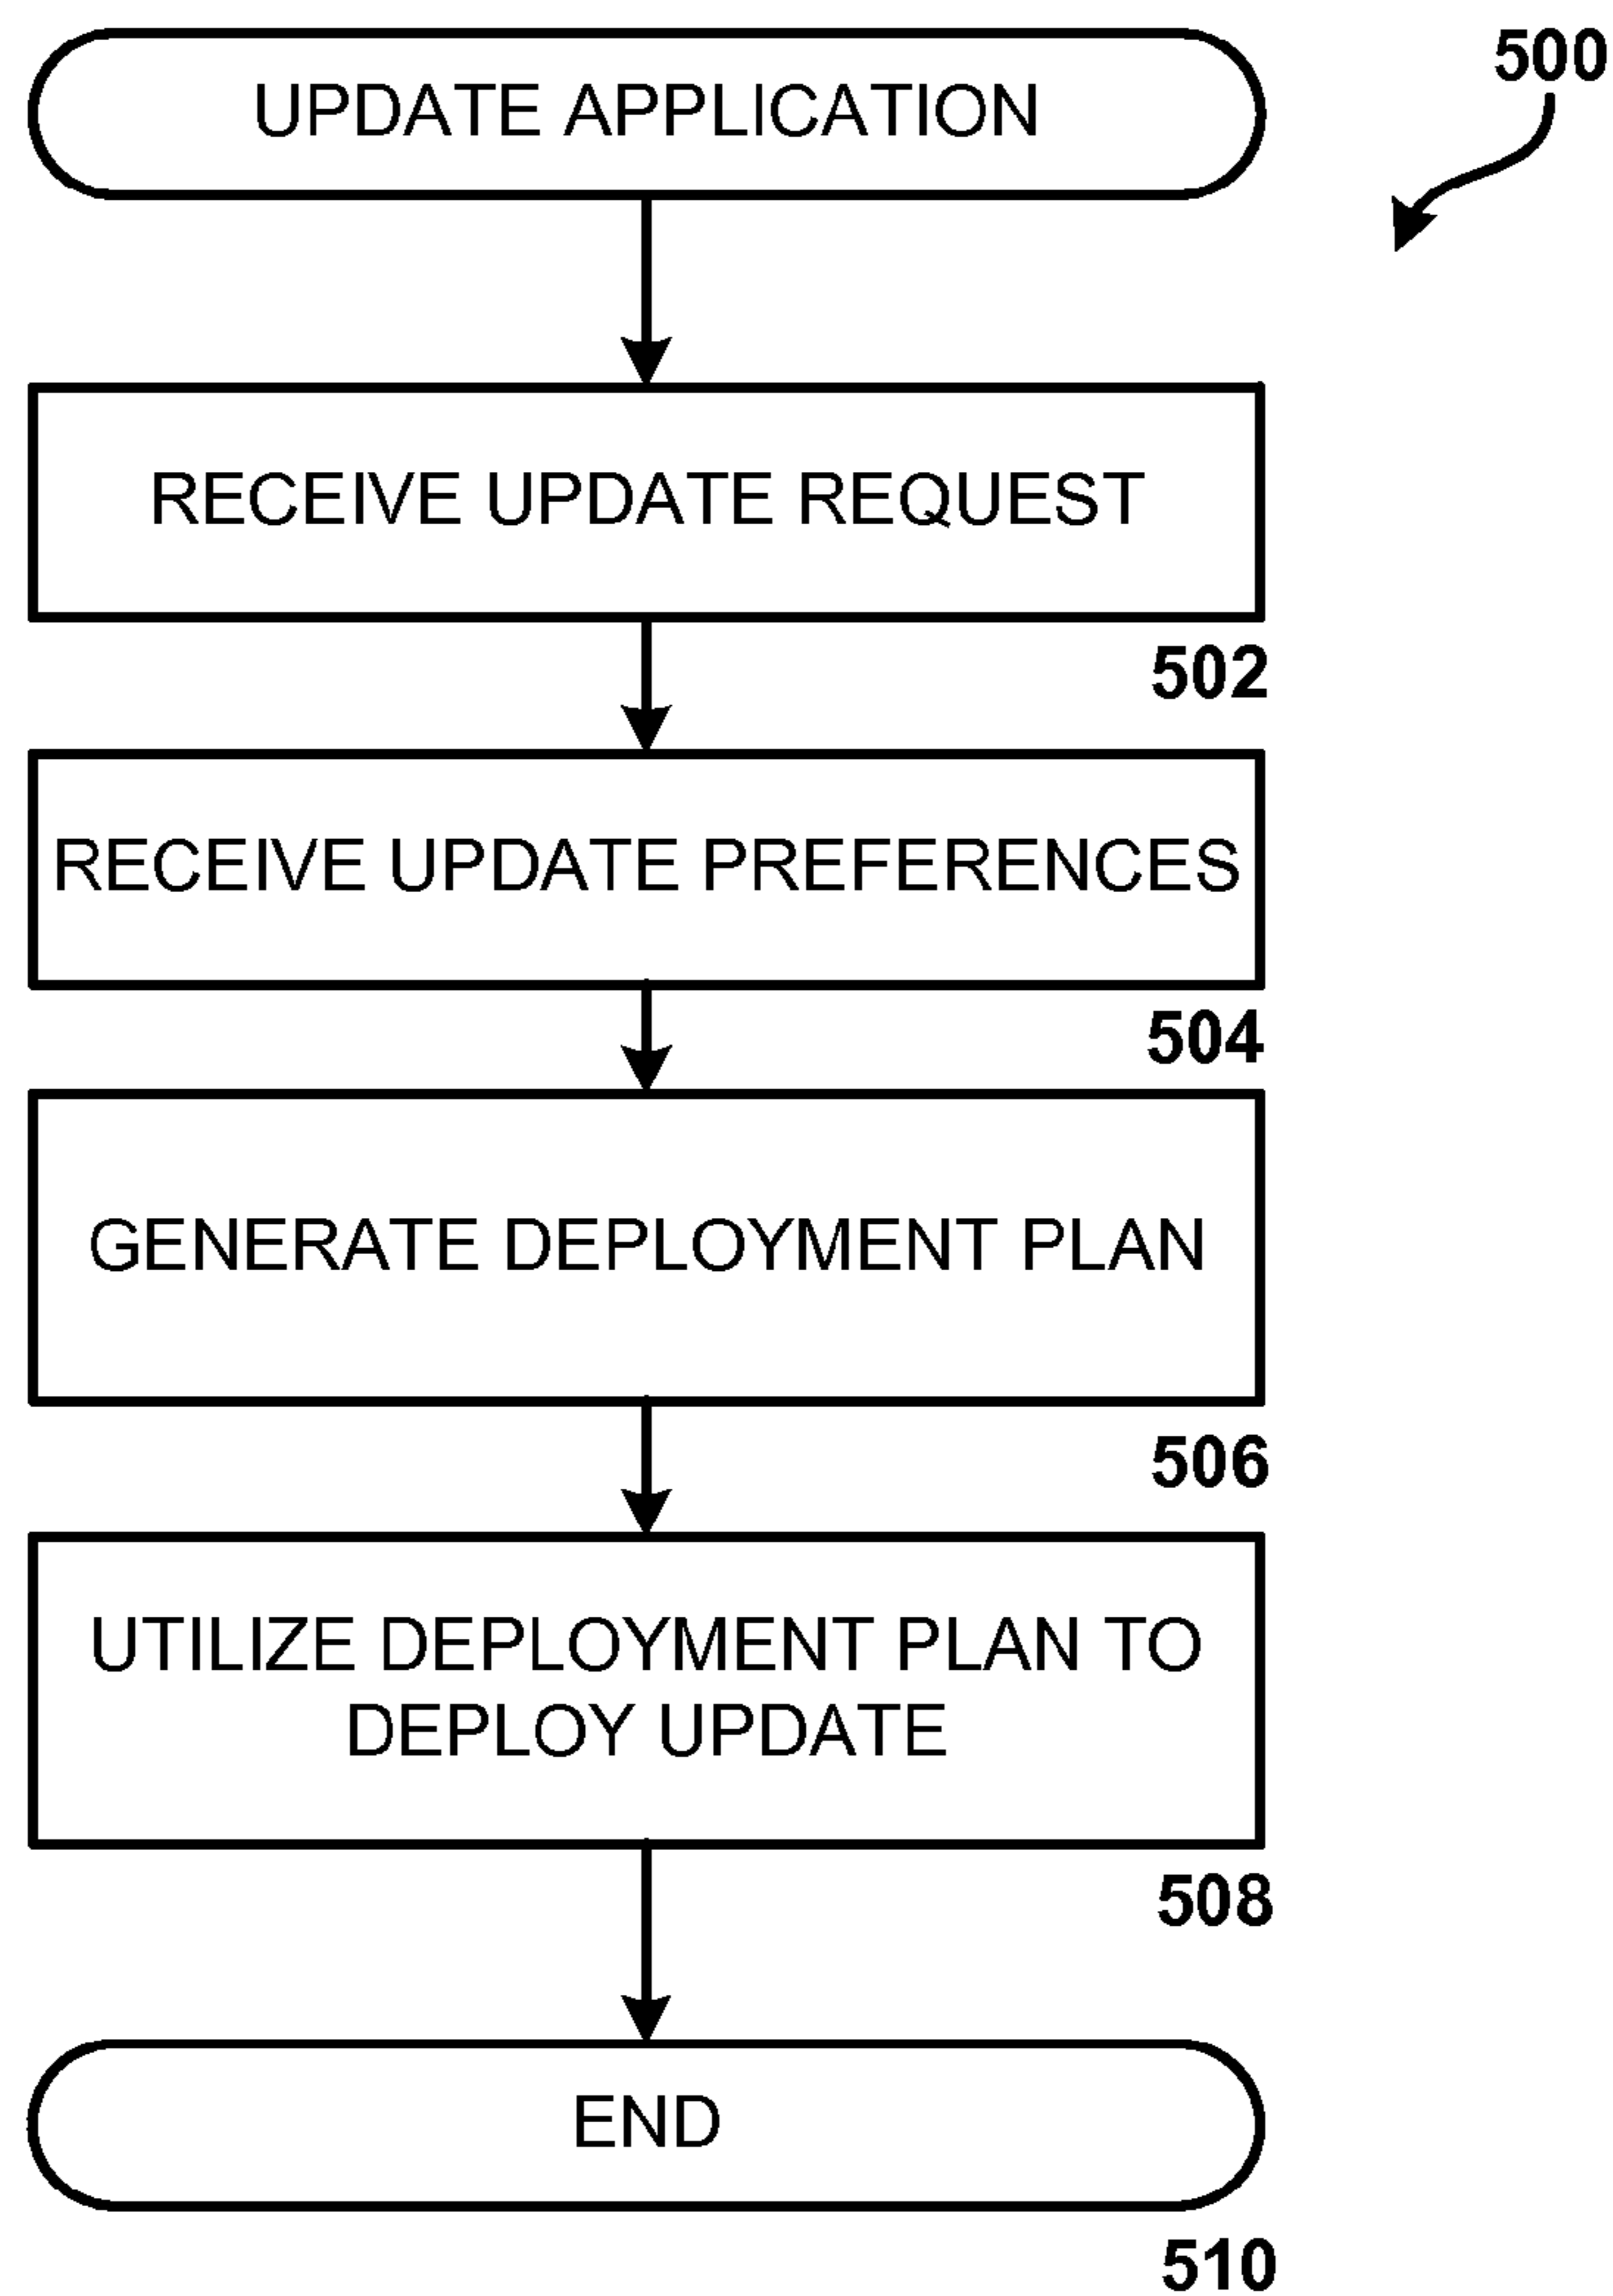 UPDATE APPLICATION
500
RECEIVE UPDATE REQUEST
502
RECEIVE UPDATE PREFERENCES
504
GENERATE DEPLOYMENT PLAN
506
UTILIZE DEPLOYMENT PLAN TO
DEPLOY UPDATE
508
END
510